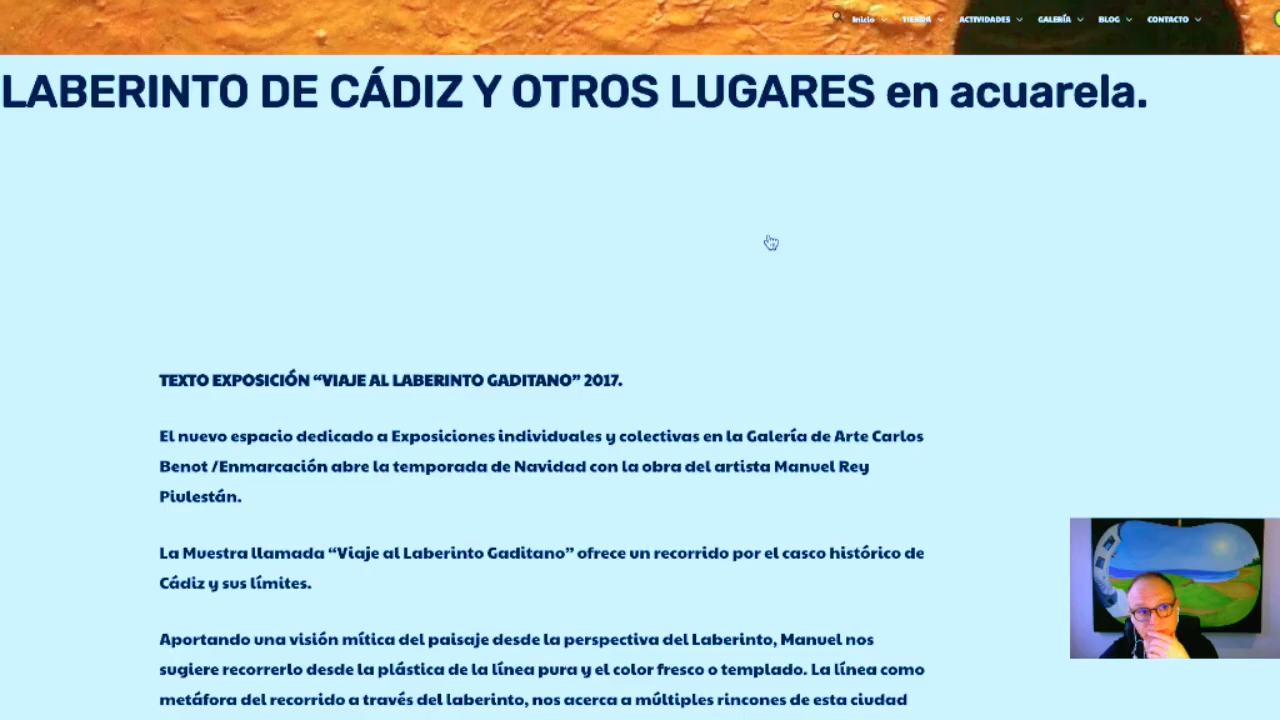 Inicio TIENDA ACTIVIDADES GALERÍA BLOG CONTACTO
LABERINTO DE CÁDIZ Y OTROS LUGARES en acuarela.
TEXTO EXPOSICIÓN “VIAJE AL LABERINTO GADITANO” 2017.
El nuevo espacio dedicado a Exposiciones individuales y colectivas en la Galería de Arte Carlos
Benot /Enmarcación abre la temporada de Navidad con la obra del artista Manuel Rey
Piulestán.
La Muestra llamada “Viaje al Laberinto Gaditano” ofrece un recorrido por el casco histórico de
Cádiz y sus límites.
Aportando una visión mítica del paisaje desde la perspectiva del Laberinto, Manuel nos
sugiere recorrerlo desde la plástica de la línea pura y el color fresco o templado. La línea como
metáfora del recorrido a través del laberinto, nos acerca a múltiples rincones de esta ciudad